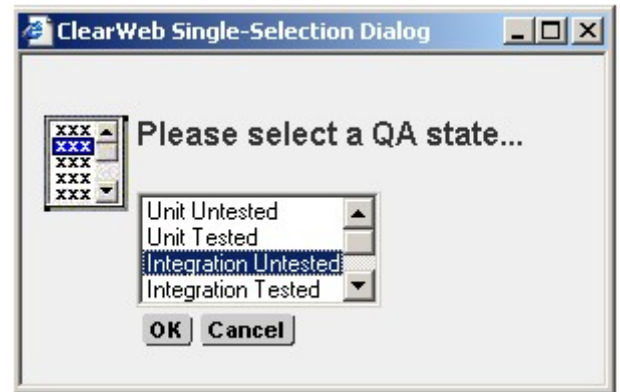 ClearWeb Single-Selection Dialog
xxx
xxx
xxx
xxx
xxx
Please select a QA state...
Unit Untested
Unit Tested
Integration Untested
Integration Tested
OK Cancel